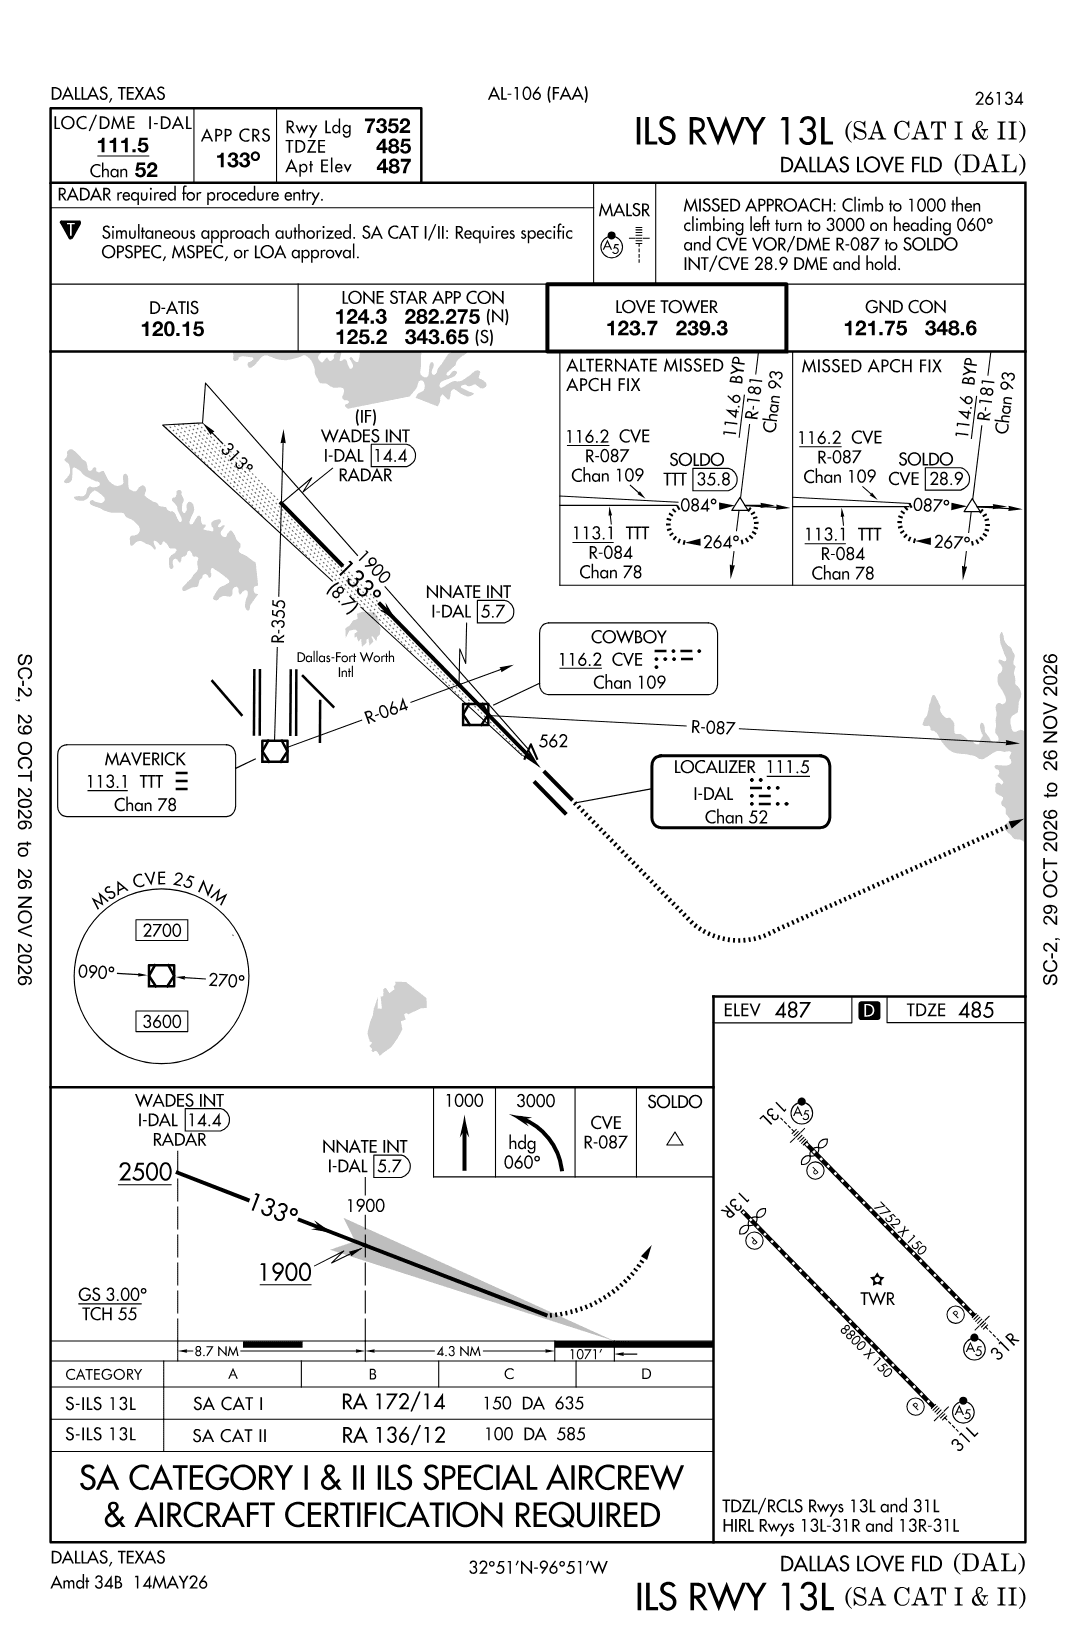 DALLAS, TEXAS
AL-106 (FAA)
26134
LOC/DME I-DAL
111.5
Chan 52
APP CRS
133°
Rwy Ldg 7352
TDZE 485
Apt Elev 487
ILS RWY 13L (SA CAT I & II)
DALLAS LOVE FLD (DAL)
RADAR required for procedure entry.
T
Simultaneous approach authorized. SA CAT I/II: Requires specific
OPSPEC, MSPEC, or LOA approval.
MALSR
A5
MISSED APPROACH: Climb to 1000 then
climbing left turn to 3000 on heading 060°
and CVE VOR/DME R-087 to SOLDO
INT/CVE 28.9 DME and hold.
D-ATIS
120.15
LONE STAR APP CON
124.3 282.275 (N)
125.2 343.65 (S)
LOVE TOWER
123.7 239.3
GND CON
121.75 348.6
ALTERNATE MISSED
APCH FIX
114.6 BYP
R-181
Chan 93
116.2 CVE
R-087
Chan 109
SOLDO
TTT 35.8
084°
264°
113.1 TTT
R-084
Chan 78
MISSED APCH FIX
114.6 BYP
R-181
Chan 93
116.2 CVE
R-087
Chan 109
SOLDO
CVE 28.9
087°
267°
113.1 TTT
R-084
Chan 78
(IF)
WADES INT
I-DAL 14.4
RADAR
313°
1900
133°
(8.7)
NNATE INT
I-DAL 5.7
R-355
Dallas-Fort Worth
Intl
R-064
COWBOY
116.2 CVE
Chan 109
R-087
562
MAVERICK
113.1 TTT
Chan 78
LOCALIZER 111.5
I-DAL
Chan 52
MSA CVE 25 NM
2700
090°
270°
3600
SC-2, 29 OCT 2026 to 26 NOV 2026
SC-2, 29 OCT 2026 to 26 NOV 2026
ELEV 487
D
TDZE 485
13L
A5
P
7752 X 150
13R
P
TWR
8800 X 150
P
A5
31R
P
A5
31L
TDZL/RCLS Rwys 13L and 31L
HIRL Rwys 13L-31R and 13R-31L
WADES INT
I-DAL 14.4
RADAR
2500
133°
NNATE INT
I-DAL 5.7
1900
1900
GS 3.00°
TCH 55
1000
3000
hdg
060°
CVE
R-087
SOLDO
8.7 NM
4.3 NM
1071'
CATEGORY A B C D
S-ILS 13L SA CAT I RA 172/14 150 DA 635
S-ILS 13L SA CAT II RA 136/12 100 DA 585
SA CATEGORY I & II ILS SPECIAL AIRCREW
& AIRCRAFT CERTIFICATION REQUIRED
DALLAS, TEXAS
Amdt 34B 14MAY26
32°51'N-96°51'W
DALLAS LOVE FLD (DAL)
ILS RWY 13L (SA CAT I & II)